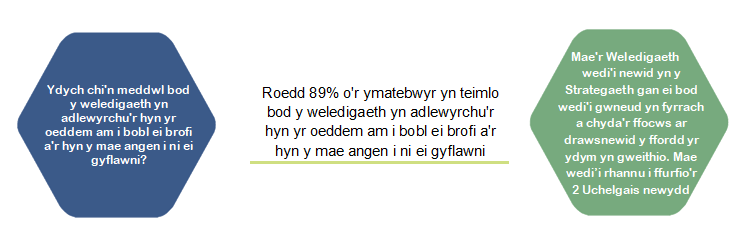 Ydych chi'n meddwl bod
y weledigaeth yn
adlewyrchu'r hyn yr
oeddem am i bobl ei brofi
a'r hyn y mae angen i ni ei
gyflawni?
Roedd 89% o'r ymatebwyr yn teimlo
bod y weledigaeth yn adlewyrchu'r
hyn yr oeddem am i bobl ei brofi a'r
hyn y mae angen i ni ei gyflawni
Mae'r Weledigaeth
wedi'i newid yn y
Strategaeth gan ei bod
wedi'i gwneud yn fyrrach
a chyda'r ffocws ar
drawsnewid y ffordd yr
ydym yn gweithio. Mae
wedi'i rhannu i ffurfio'r
2 Uchelgais newydd